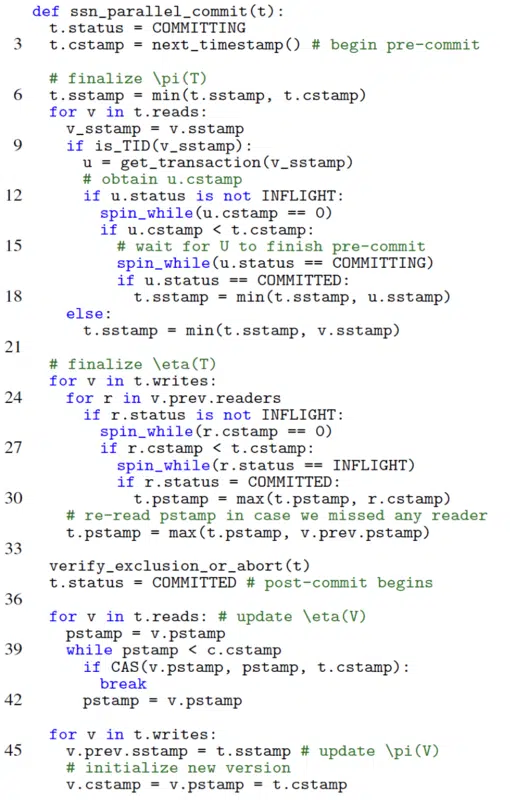 def ssn_parallel_commit(t):
  t.status = COMMITTING
3 t.cstamp = next_timestamp() # begin pre-commit

  # finalize \pi(T)
6 t.sstamp = min(t.sstamp, t.cstamp)
  for v in t.reads:
    v_sstamp = v.sstamp
9   if is_TID(v_sstamp):
      u = get_transaction(v_sstamp)
      # obtain u.cstamp
12    if u.status is not INFLIGHT:
        spin_while(u.cstamp == 0)
        if u.cstamp < t.cstamp:
15        # wait for U to finish pre-commit
          spin_while(u.status == COMMITTING)
          if u.status == COMMITTED:
18          t.sstamp = min(t.sstamp, u.sstamp)
    else:
      t.sstamp = min(t.sstamp, v.sstamp)
21
  # finalize \eta(T)
  for v in t.writes:
24  for r in v.prev.readers
      if r.status is not INFLIGHT:
        spin_while(r.cstamp == 0)
27      if r.cstamp < t.cstamp:
          spin_while(r.status == INFLIGHT)
          if r.status = COMMITTED:
30          t.pstamp = max(t.pstamp, r.cstamp)
    # re-read pstamp in case we missed any reader
    t.pstamp = max(t.pstamp, v.prev.pstamp)
33
  verify_exclusion_or_abort(t)
  t.status = COMMITTED # post-commit begins
36
  for v in t.reads: # update \eta(V)
    pstamp = v.pstamp
39  while pstamp < c.cstamp
      if CAS(v.pstamp, pstamp, t.cstamp):
        break
42    pstamp = v.pstamp

  for v in t.writes:
45  v.prev.sstamp = t.sstamp # update \pi(V)
    # initialize new version
    v.cstamp = v.pstamp = t.cstamp